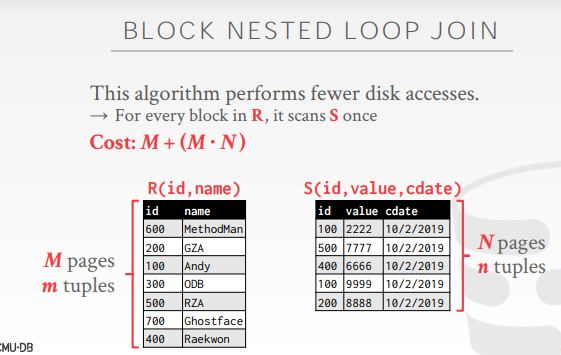 BLOCK NESTED LOOP JOIN
This algorithm performs fewer disk accesses.
→ For every block in R, it scans S once
Cost: M + (M · N)
R(id,name)
id name
600 MethodMan
200 GZA
100 Andy
300 ODB
500 RZA
700 Ghostface
400 Raekwon
M pages
m tuples
S(id,value,cdate)
id value cdate
100 2222 10/2/2019
500 7777 10/2/2019
400 6666 10/2/2019
100 9999 10/2/2019
200 8888 10/2/2019
N pages
n tuples
CMU·DB